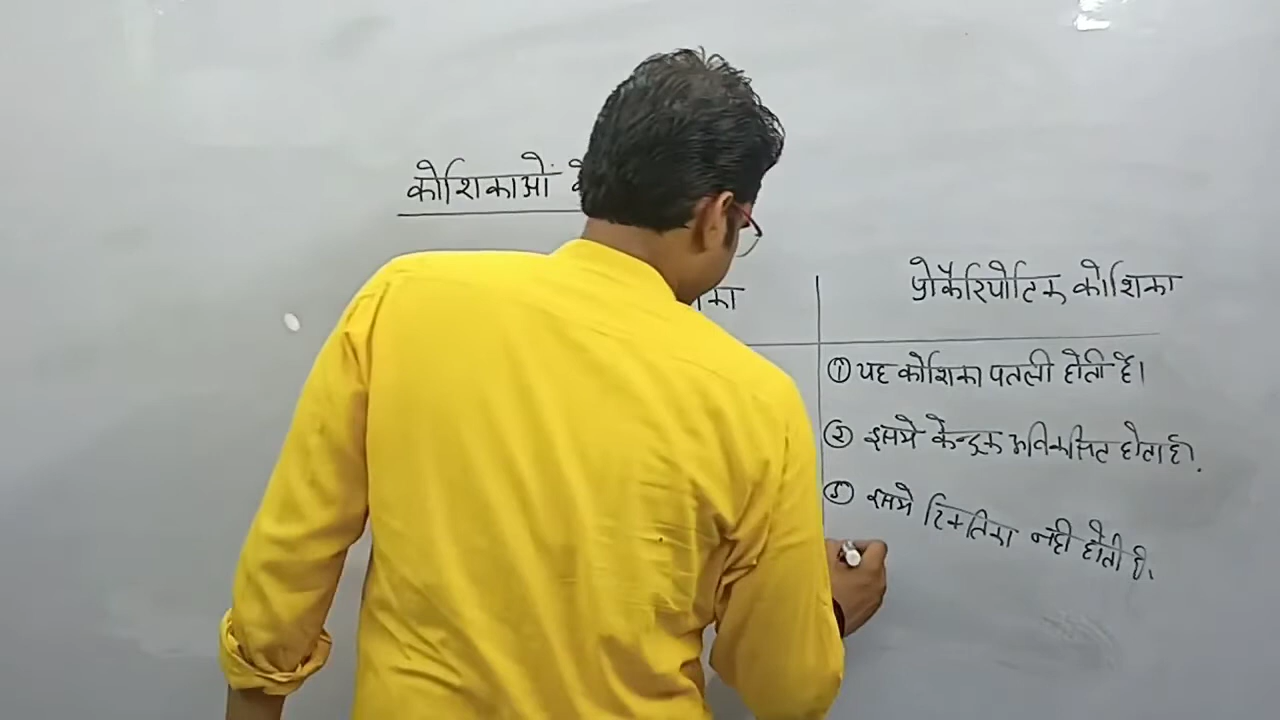 कोशिकाओं
प्रोकैरियोटिक कोशिका
① यह कोशिका पतली होती है।
② इसमे केन्द्रक अविकसित होता है।
③ इसमे रिक्तिका नही होती है।